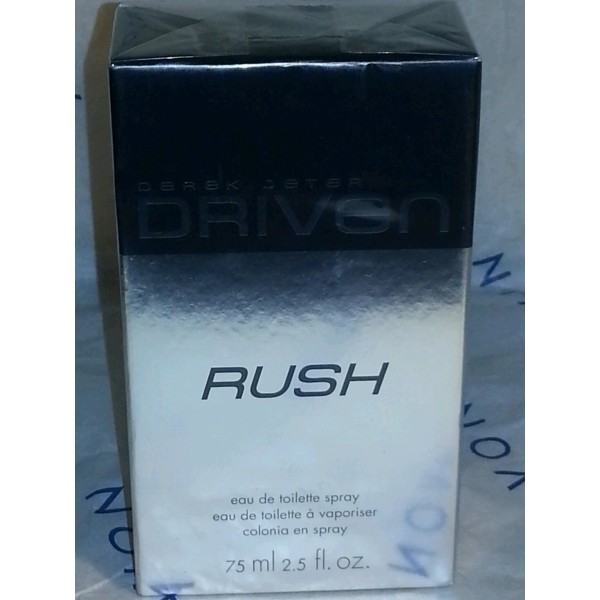 DEREK JETER
DRIVEN
RUSH
eau de toilette spray
eau de toilette à vaporiser
colonia en spray
75 ml 2.5 fl. oz.